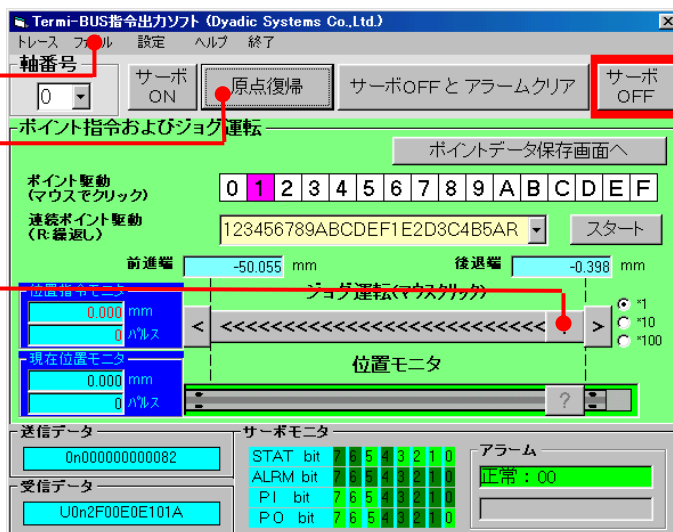 Termi-BUS指令出力ソフト (Dyadic Systems Co.,Ltd.)
トレース ファイル 設定 ヘルプ 終了
軸番号
0
サーボ ON
原点復帰
サーボOFFと アラームクリア
サーボ OFF
ポイント指令およびジョグ運転
ポイントデータ保存画面へ
ポイント駆動
(マウスでクリック)
0 1 2 3 4 5 6 7 8 9 A B C D E F
連続ポイント駆動
(R:繰返し)
123456789ABCDEF1E2D3C4B5AR
スタート
前進端 -50.055 mm 後退端 -0.398 mm
位置指令モニタ
0.000 mm
0 パルス
ジョグ運転(マウスクリック)
< <<<<<<<<<<<<<<<<<<<<<<<<<< >
*1
*10
*100
現在位置モニタ
0.000 mm
0 パルス
位置モニタ
?
送信データ
0n000000000082
受信データ
U0n2F00E0E101A
サーボモニタ
STAT bit 7 6 5 4 3 2 1 0
ALRM bit 7 6 5 4 3 2 1 0
PI bit 7 6 5 4 3 2 1 0
PO bit 7 6 5 4 3 2 1 0
アラーム
正常:00